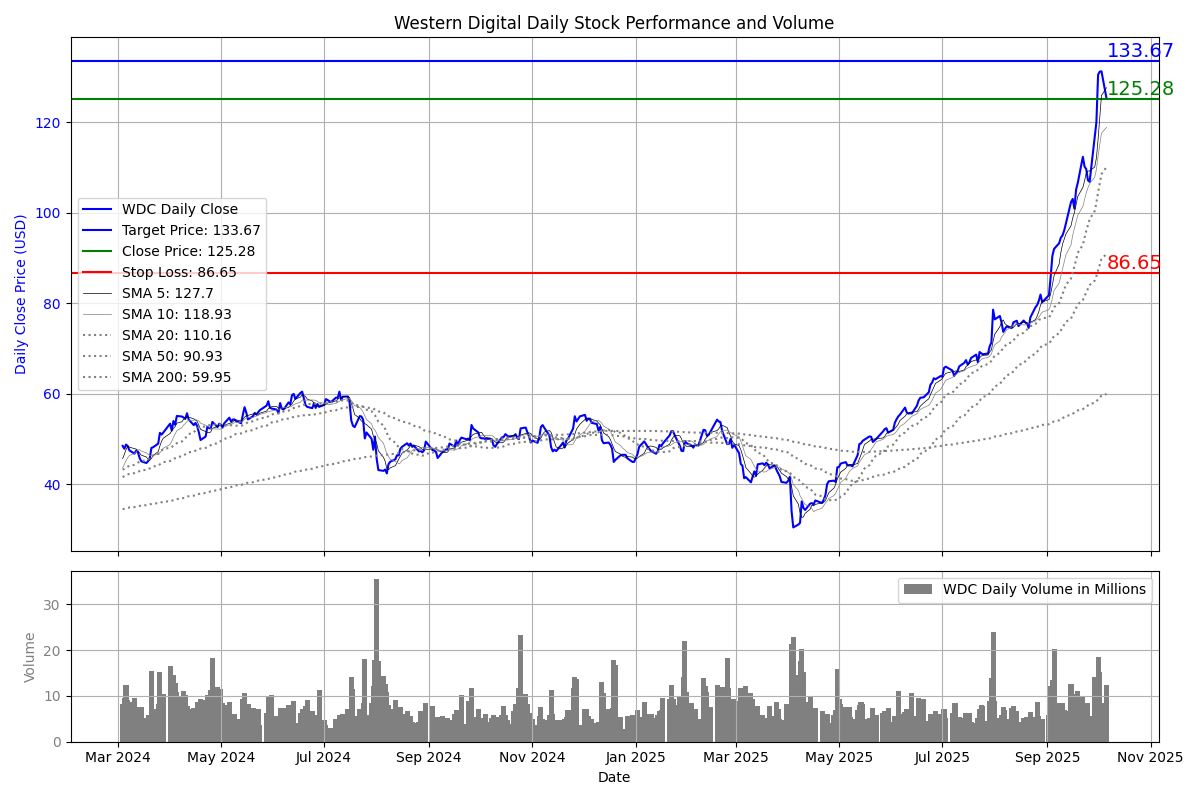 Western Digital Daily Stock Performance and Volume
133.67
125.28
120
100
WDC Daily Close
Target Price: 133.67
Close Price: 125.28
Stop Loss: 86.65
SMA 5: 127.7
SMA 10: 118.93
SMA 20: 110.16
SMA 50: 90.93
SMA 200: 59.95
86.65
80
60
40
Daily Close Price (USD)
WDC Daily Volume in Millions
30
20
10
0
Volume
Mar 2024 May 2024 Jul 2024 Sep 2024 Nov 2024 Jan 2025 Mar 2025 May 2025 Jul 2025 Sep 2025 Nov 2025
Date